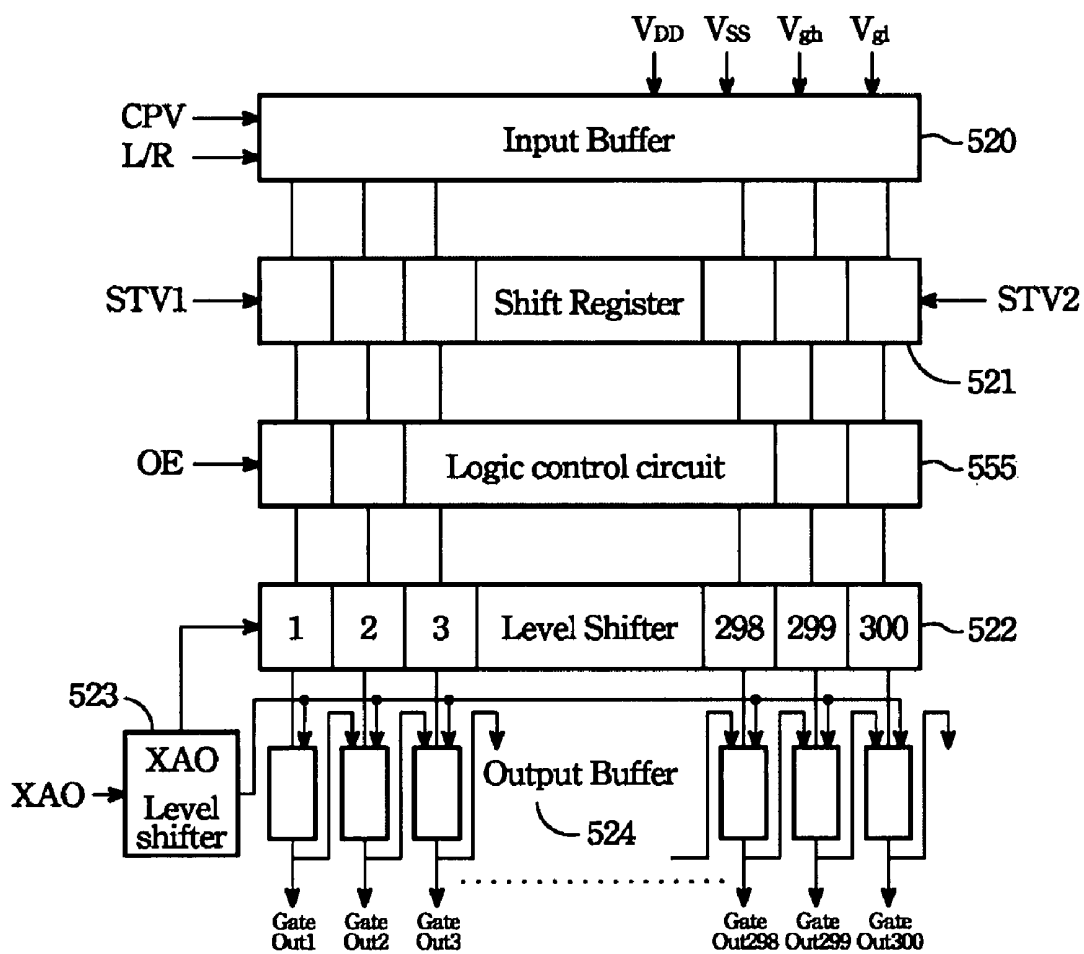 VDD VSS Vgh Vgl
CPV
L/R
Input Buffer
520
STV1
Shift Register
STV2
521
OE
Logic control circuit
555
1 2 3 Level Shifter 298 299 300
522
523
XAO
XAO
Level
shifter
Output Buffer
524
Gate
Out1
Gate
Out2
Gate
Out3
Gate
Out298
Gate
Out299
Gate
Out300